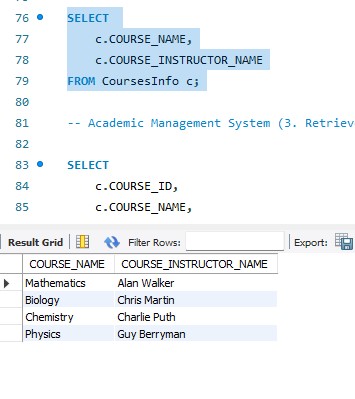 76 SELECT
77 c.COURSE_NAME,
78 c.COURSE_INSTRUCTOR_NAME
79 FROM CoursesInfo c;
80
81 -- Academic Management System (3. Retriev
82
83 SELECT
84 c.COURSE_ID,
85 c.COURSE_NAME,
Result Grid Filter Rows: Export:
COURSE_NAME COURSE_INSTRUCTOR_NAME
Mathematics Alan Walker
Biology Chris Martin
Chemistry Charlie Puth
Physics Guy Berryman